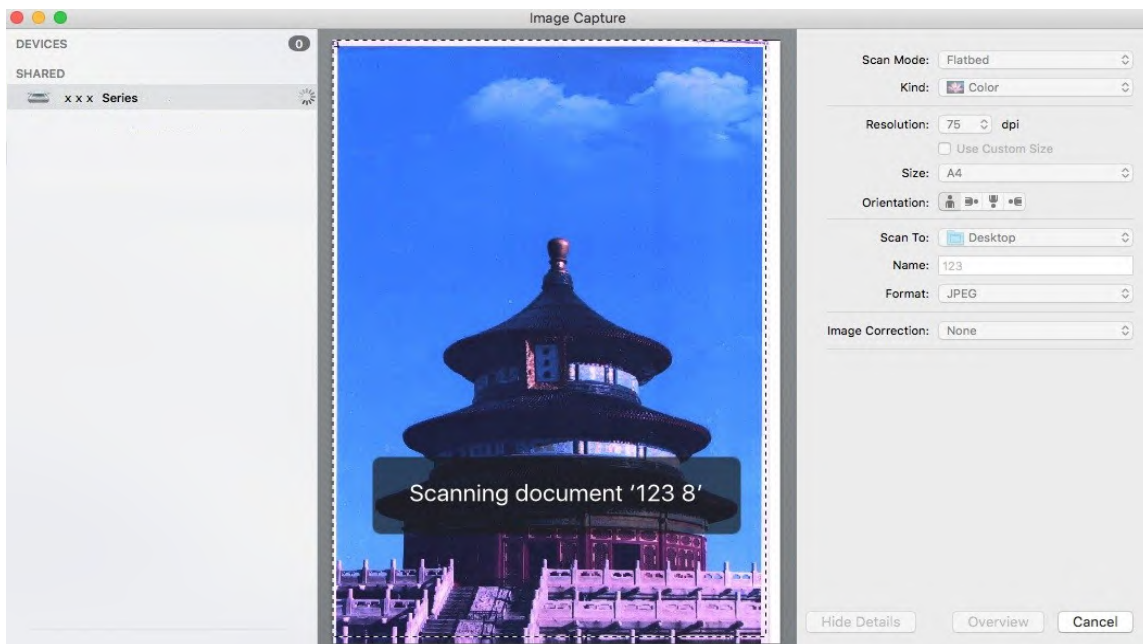 Image Capture
DEVICES 0
SHARED
x x x Series
Scanning document '123 8'
Scan Mode: Flatbed
Kind: Color
Resolution: 75 dpi
Use Custom Size
Size: A4
Orientation:
Scan To: Desktop
Name: 123
Format: JPEG
Image Correction: None
Hide Details Overview Cancel